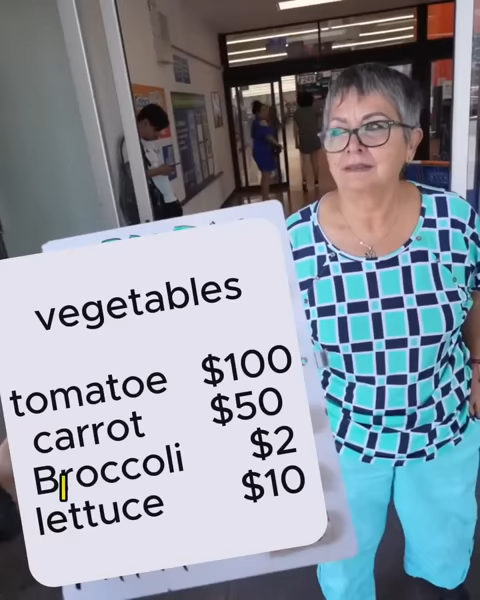 vegetables
tomatoe $100
carrot $50
Broccoli $2
lettuce $10